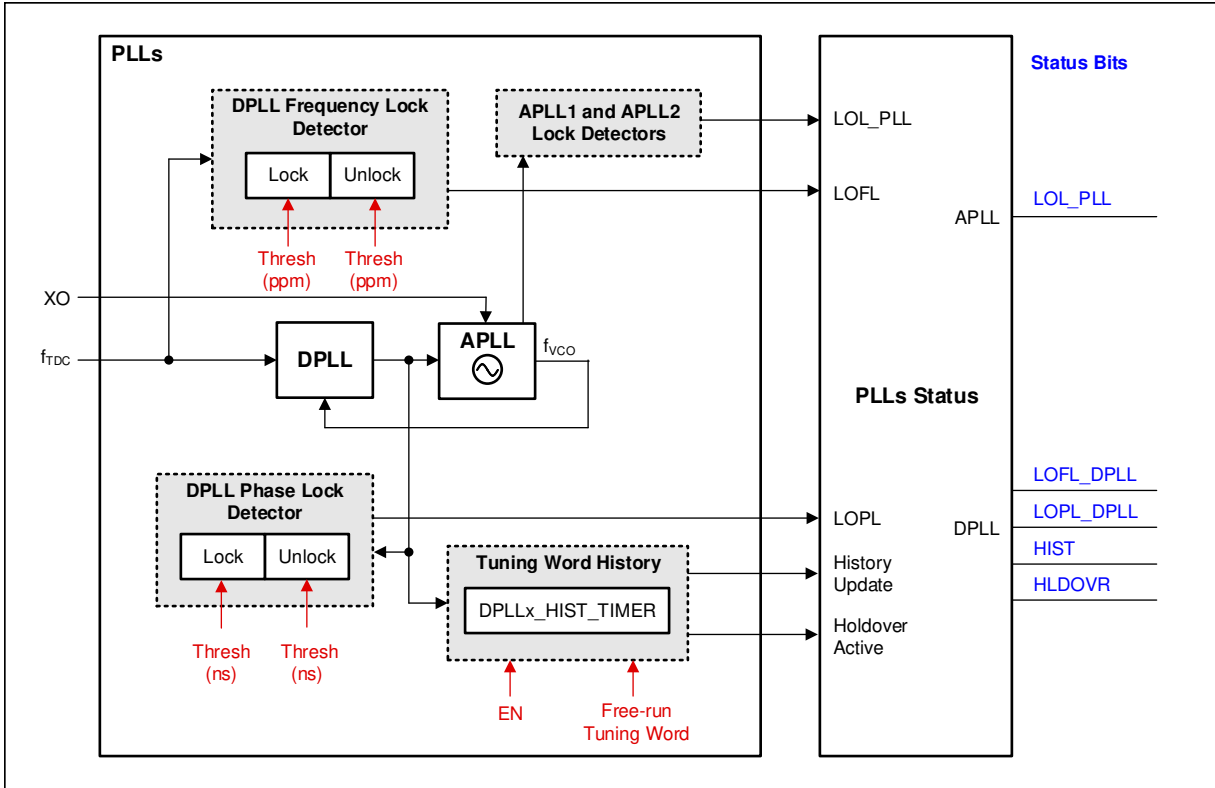 PLLs
DPLL Frequency Lock
Detector
Lock
Unlock
Thresh
(ppm)
Thresh
(ppm)
APLL1 and APLL2
Lock Detectors
XO
fTDC
DPLL
APLL
fVCO
DPLL Phase Lock
Detector
Lock
Unlock
Thresh
(ns)
Thresh
(ns)
Tuning Word History
DPLLx_HIST_TIMER
EN
Free-run
Tuning Word
LOL_PLL
LOFL
APLL
PLLs Status
LOPL
DPLL
History
Update
Holdover
Active
Status Bits
LOL_PLL
LOFL_DPLL
LOPL_DPLL
HIST
HLDOVR